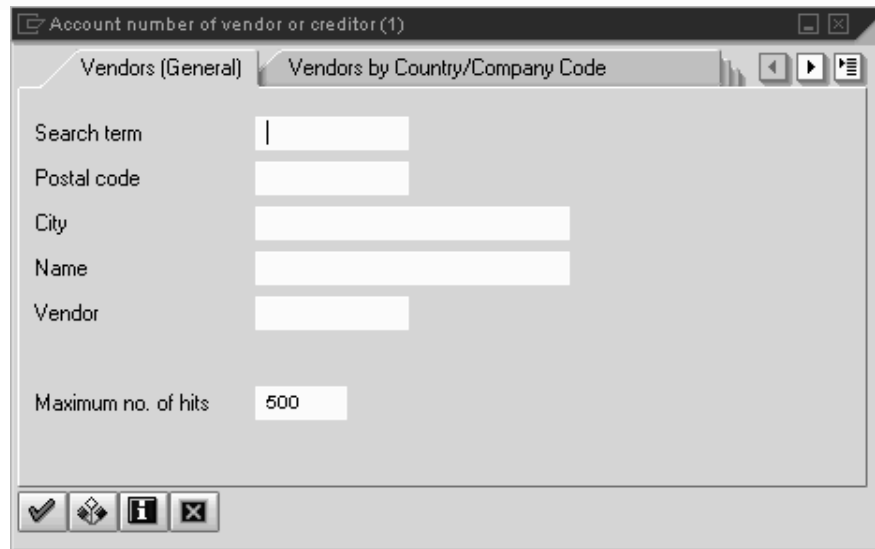 Account number of vendor or creditor (1)
Vendors (General) Vendors by Country/Company Code
Search term
Postal code
City
Name
Vendor
Maximum no. of hits 500